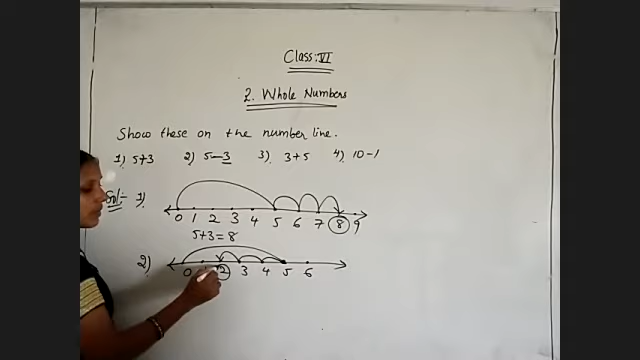 Class: VI
2. Whole Numbers
Show these on the number line.
1) 5+3 2) 5-3 3) 3+5 4) 10-1
Sol:- 1)
0 1 2 3 4 5 6 7 8 9
5+3=8
2)
0 1 2 3 4 5 6